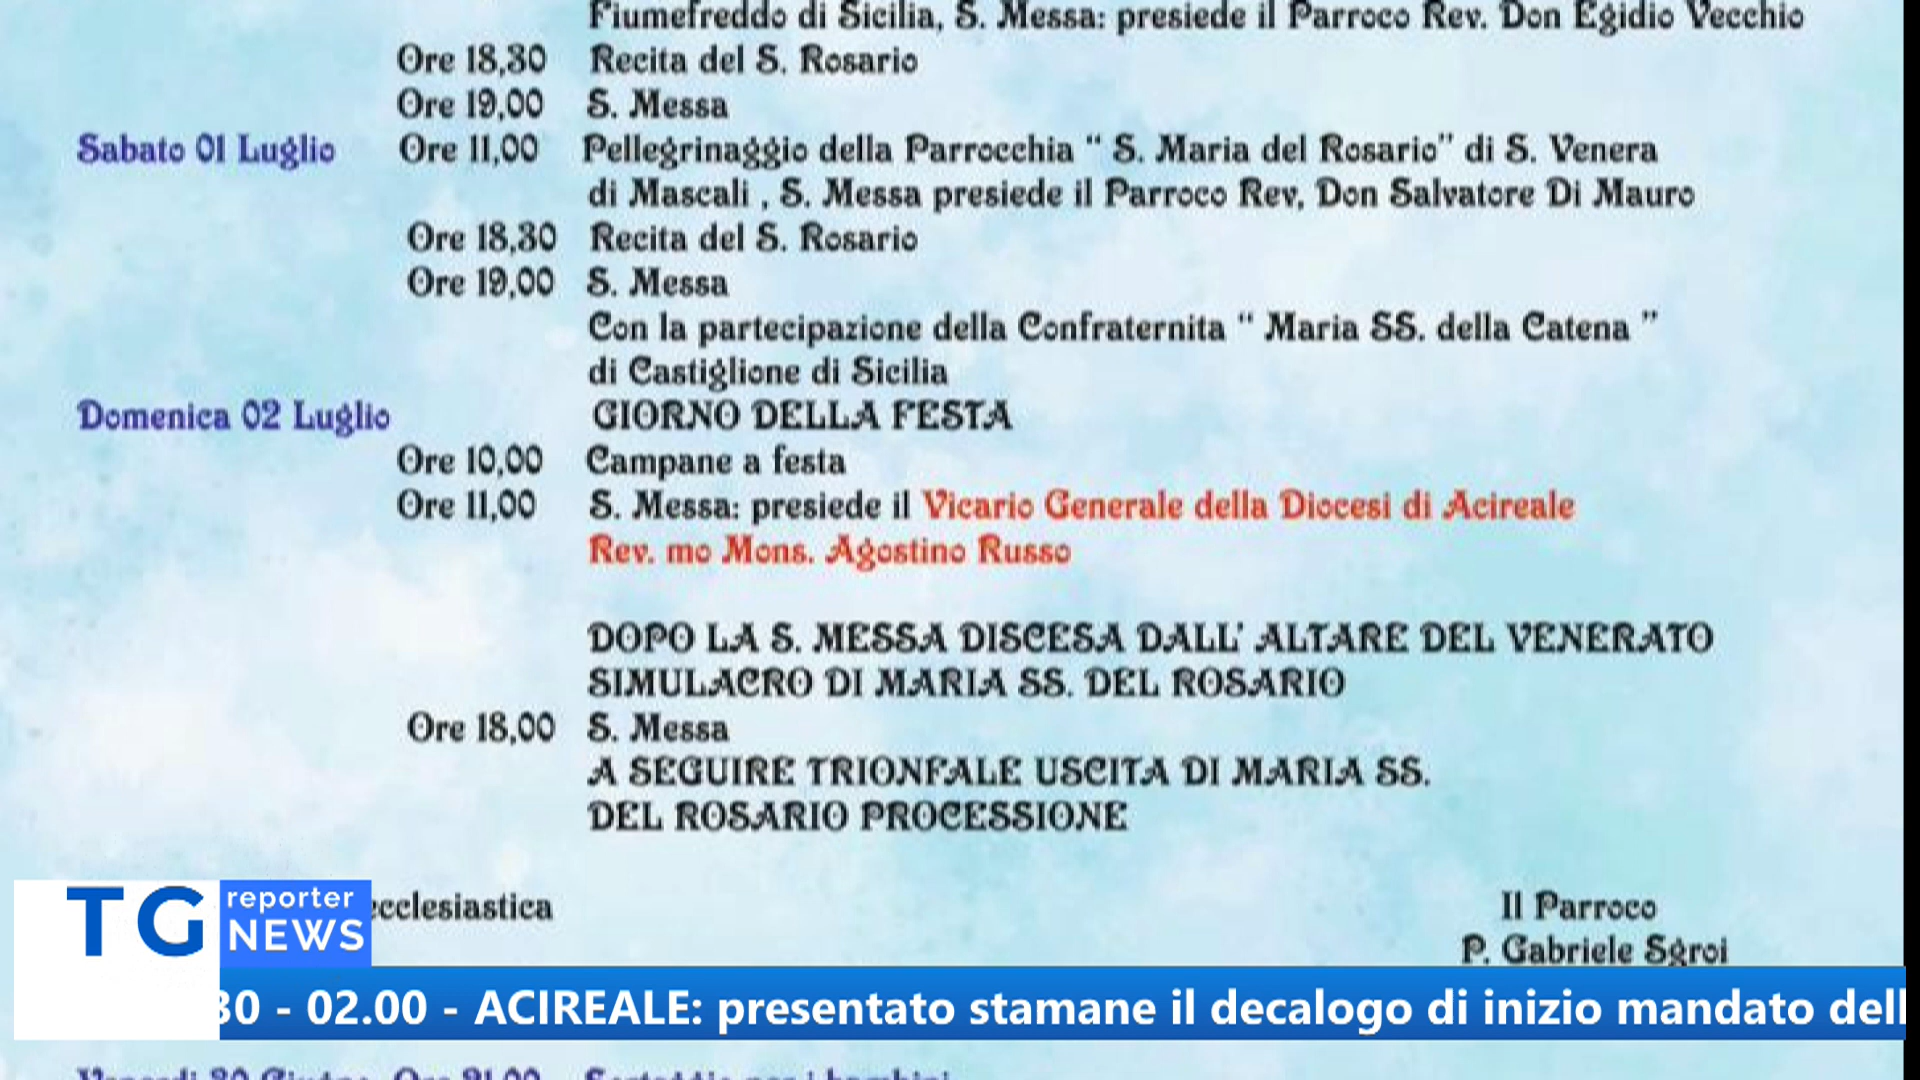 Fiumefreddo di Sicilia, S. Messa: presiede il Parroco Rev. Don Egidio Vecchio
Ore 18,30 Recita del S. Rosario
Ore 19,00 S. Messa
Sabato 01 Luglio Ore 11,00 Pellegrinaggio della Parrocchia “ S. Maria del Rosario” di S. Venera
di Mascali , S. Messa presiede il Parroco Rev, Don Salvatore Di Mauro
Ore 18,30 Recita del S. Rosario
Ore 19,00 S. Messa
Con la partecipazione della Confraternita “ Maria SS. della Catena ”
di Castiglione di Sicilia
Domenica 02 Luglio GIORNO DELLA FESTA
Ore 10,00 Campane a festa
Ore 11,00 S. Messa: presiede il Vicario Generale della Diocesi di Acireale
Rev. mo Mons. Agostino Russo
DOPO LA S. MESSA DISCESA DALL' ALTARE DEL VENERATO
SIMULACRO DI MARIA SS. DEL ROSARIO
Ore 18,00 S. Messa
A SEGUIRE TRIONFALE USCITA DI MARIA SS.
DEL ROSARIO PROCESSIONE
ecclesiastica Il Parroco
P. Gabriele Sgroi
TG reporter
NEWS
30 - 02.00 - ACIREALE: presentato stamane il decalogo di inizio mandato dell